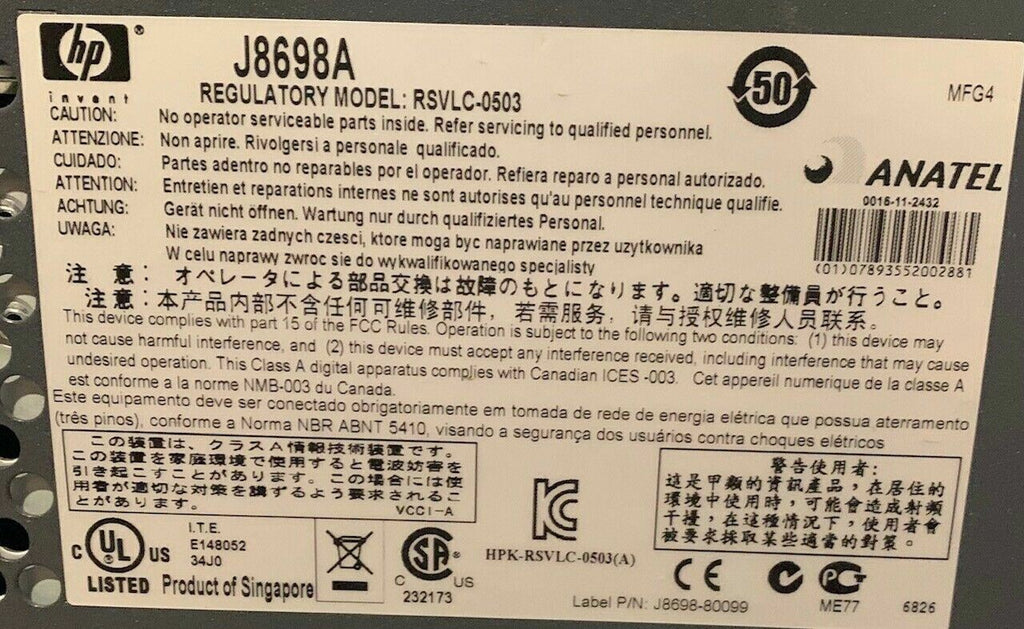 hp
invent
J8698A
REGULATORY MODEL: RSVLC-0503
50
MFG4
CAUTION: No operator serviceable parts inside. Refer servicing to qualified personnel.
ATTENZIONE: Non aprire. Rivolgersi a personale qualificado.
CUIDADO: Partes adentro no reparables por el operador. Refiera reparo a personal autorizado.
ATTENTION: Entretien et reparations internes ne sont autorises qu'au personnel technique qualifie.
ACHTUNG: Gerät nicht öffnen. Wartung nur durch qualifiziertes Personal.
UWAGA: Nie zawiera zadnych czesci, ktore moga byc naprawiane przez uzytkownika
W celu naprawy zwroc sie do wykwalifikowanego specjalisty
ANATEL
0016-11-2432
(01)07893552002881
注 意: オペレータによる部品交換は故障のもとになります。適切な整備員が行うこと。
注意:本产品内部不含任何可维修部件, 若需服务, 请与授权维修人员联系。
This device complies with part 15 of the FCC Rules. Operation is subject to the following two conditions: (1) this device may
not cause harmful interference, and (2) this device must accept any interference received, including interference that may cause
undesired operation. This Class A digital apparatus complies with Canadian ICES -003. Cet appereil numerique de la classe A
est conforme a la norme NMB-003 du Canada.
Este equipamento deve ser conectado obrigatoriamente em tomada de rede de energia elétrica que possua aterramento
(três pinos), conforme a Norma NBR ABNT 5410, visando a segurança dos usuários contra choques elétricos
この装置は、クラスA情報技術装置です。
この装置を家庭環境で使用すると電波妨害を
引き起こすことがあります。この場合には使
用者が適切な対策を講ずるよう要求されるこ
とがあります。 VCCI-A
警告使用者:
這是甲類的資訊產品,在居住的
環境中使用時,可能會造成射頻
干擾,在這種情況下,使用者會
被要求採取某些適當的對策。
HPK-RSVLC-0503(A)
C UL US
LISTED
I.T.E.
E148052
34J0
Product of Singapore
C US
232173
CE
ME77
Label P/N: J8698-80099
6826